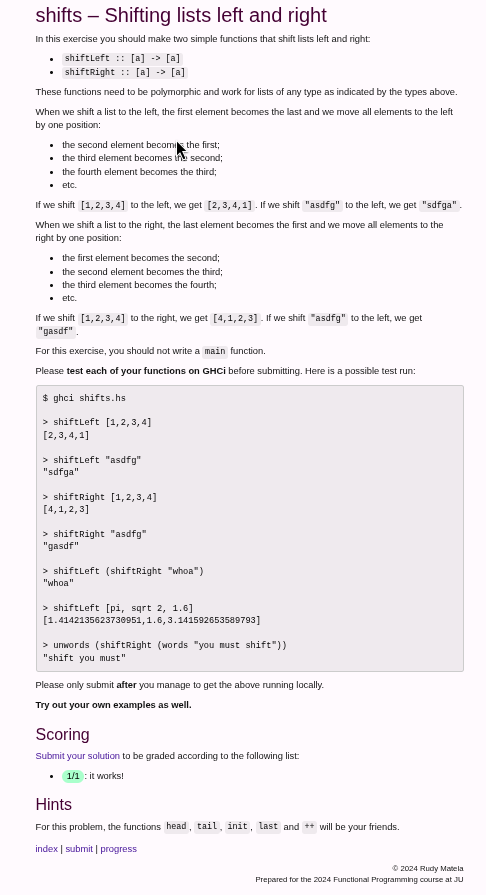 shifts – Shifting lists left and right
In this exercise you should make two simple functions that shift lists left and right:
• shiftLeft :: [a] -> [a]
• shiftRight :: [a] -> [a]
These functions need to be polymorphic and work for lists of any type as indicated by the types above.
When we shift a list to the left, the first element becomes the last and we move all elements to the left
by one position:
• the second element becomes the first;
• the third element becomes the second;
• the fourth element becomes the third;
• etc.
If we shift [1,2,3,4] to the left, we get [2,3,4,1]. If we shift "asdfg" to the left, we get "sdfga".
When we shift a list to the right, the last element becomes the first and we move all elements to the
right by one position:
• the first element becomes the second;
• the second element becomes the third;
• the third element becomes the fourth;
• etc.
If we shift [1,2,3,4] to the right, we get [4,1,2,3]. If we shift "asdfg" to the left, we get
"gasdf".
For this exercise, you should not write a main function.
Please test each of your functions on GHCi before submitting. Here is a possible test run:
$ ghci shifts.hs
> shiftLeft [1,2,3,4]
[2,3,4,1]
> shiftLeft "asdfg"
"sdfga"
> shiftRight [1,2,3,4]
[4,1,2,3]
> shiftRight "asdfg"
"gasdf"
> shiftLeft (shiftRight "whoa")
"whoa"
> shiftLeft [pi, sqrt 2, 1.6]
[1.4142135623730951,1.6,3.141592653589793]
> unwords (shiftRight (words "you must shift"))
"shift you must"
Please only submit after you manage to get the above running locally.
Try out your own examples as well.
Scoring
Submit your solution to be graded according to the following list:
• 1/1: it works!
Hints
For this problem, the functions head, tail, init, last and ++ will be your friends.
index | submit | progress
© 2024 Rudy Matela
Prepared for the 2024 Functional Programming course at JU